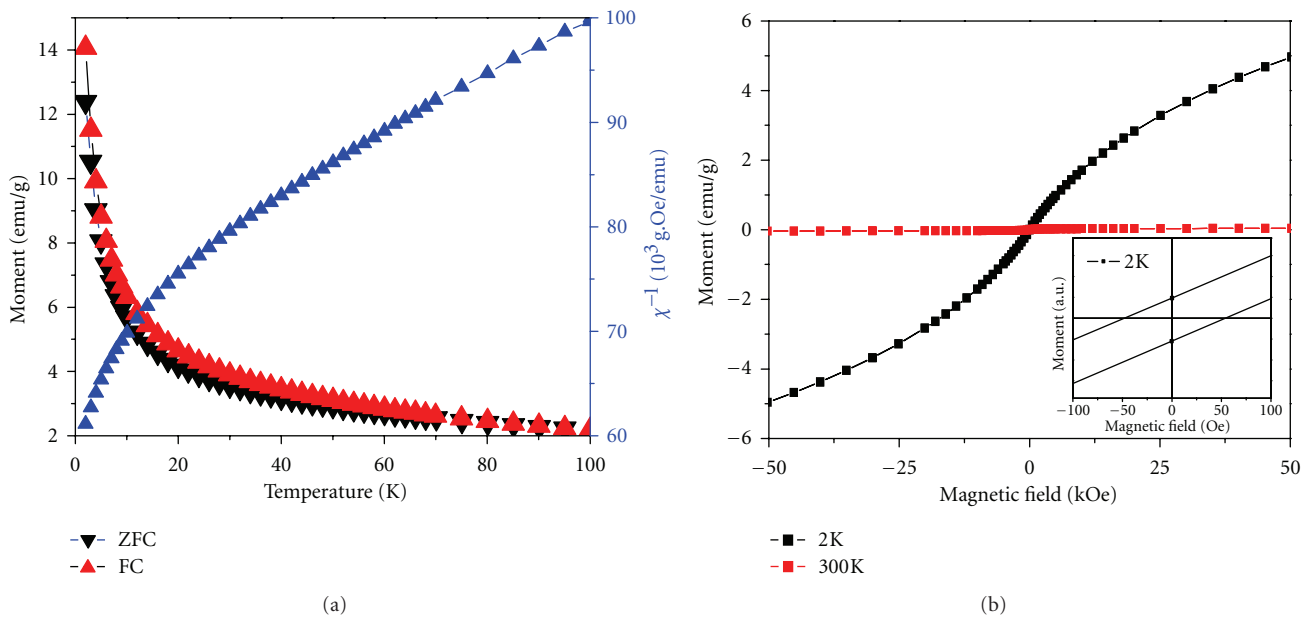 14
12
10
8
6
4
2
Moment (emu/g)
0
20
40
60
80
100
Temperature (K)
100
90
80
70
60
χ−1 (10³ g.Oe/emu)
ZFC
FC
(a)
6
4
2
0
−2
−4
−6
Moment (emu/g)
−50
−25
0
25
50
Magnetic field (kOe)
2K
Moment (a.u.)
−100
−50
0
50
100
Magnetic field (Oe)
2K
300K
(b)